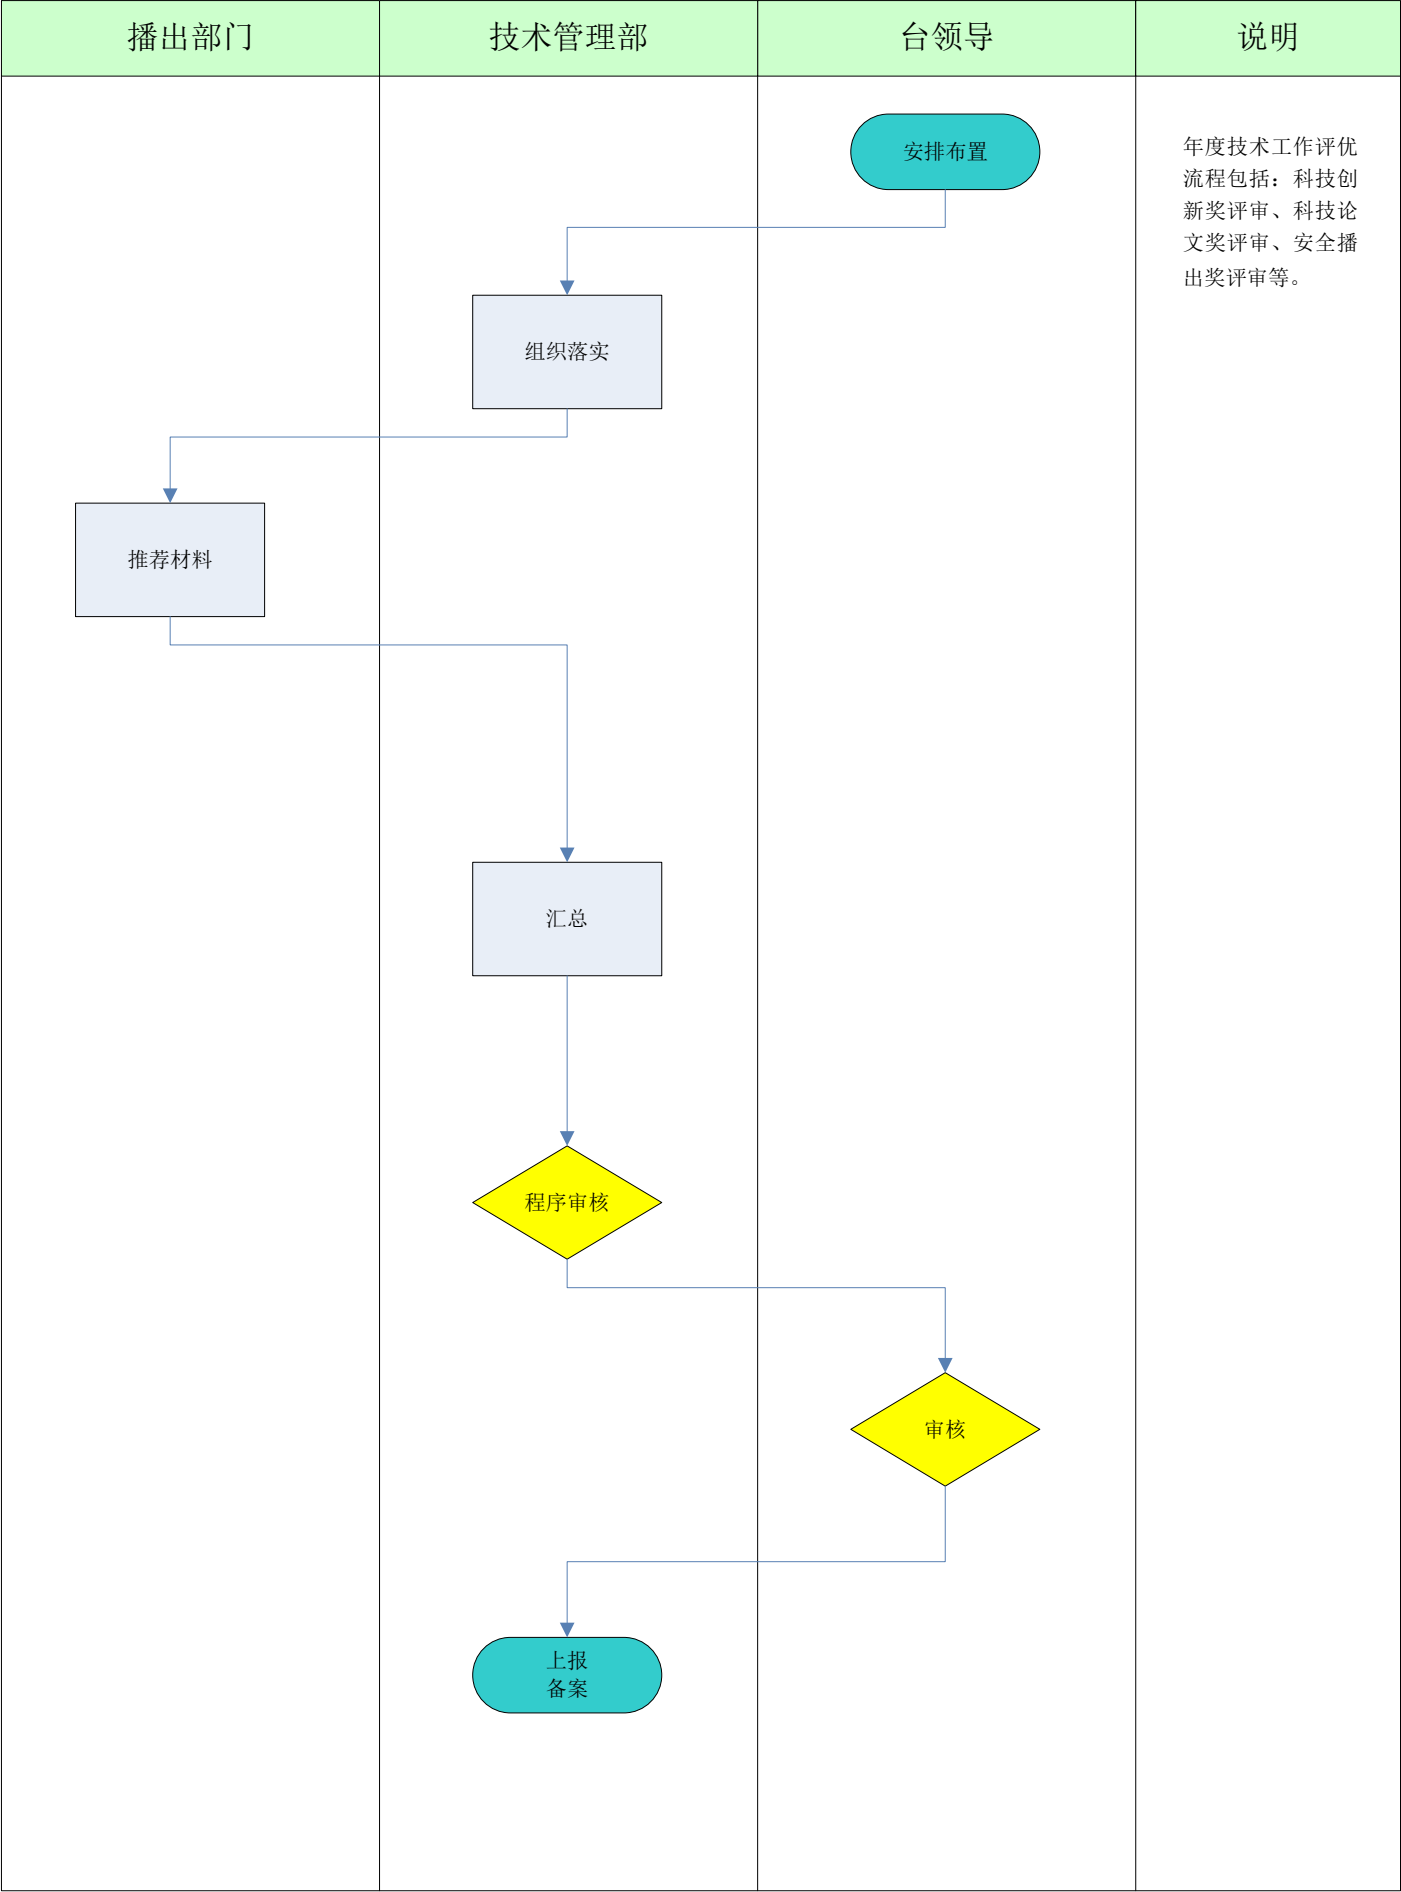 播出部门
技术管理部
台领导
说明
安排布置
年度技术工作评优
流程包括：科技创
新奖评审、科技论
文奖评审、安全播
出奖评审等。
组织落实
推荐材料
汇总
程序审核
审核
上报
备案